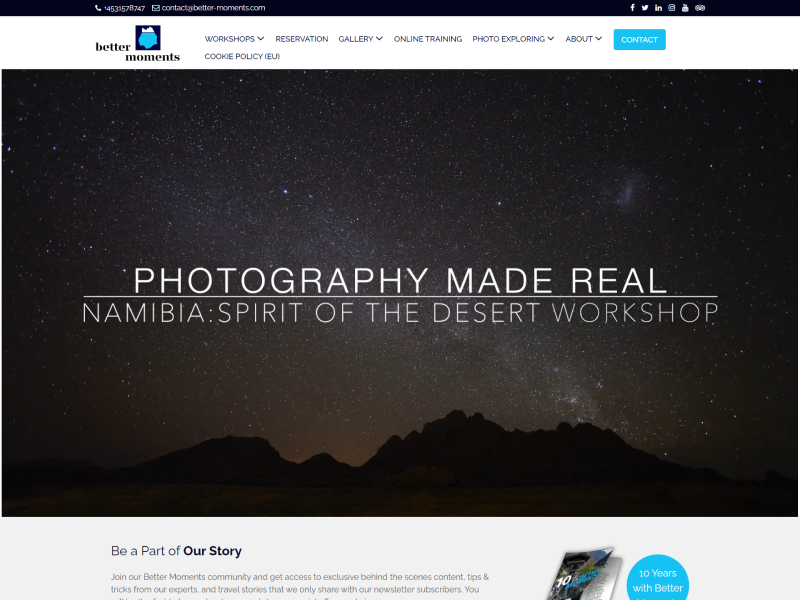 +4531578747 contact@better-moments.com
better
moments
WORKSHOPS RESERVATION GALLERY ONLINE TRAINING PHOTO EXPLORING ABOUT CONTACT
COOKIE POLICY (EU)
PHOTOGRAPHY MADE REAL
NAMIBIA:SPIRIT OF THE DESERT WORKSHOP
Be a Part of Our Story
Join our Better Moments community and get access to exclusive behind the scenes content, tips &
tricks from our experts, and travel stories that we only share with our newsletter subscribers. You
10 Years
with Better